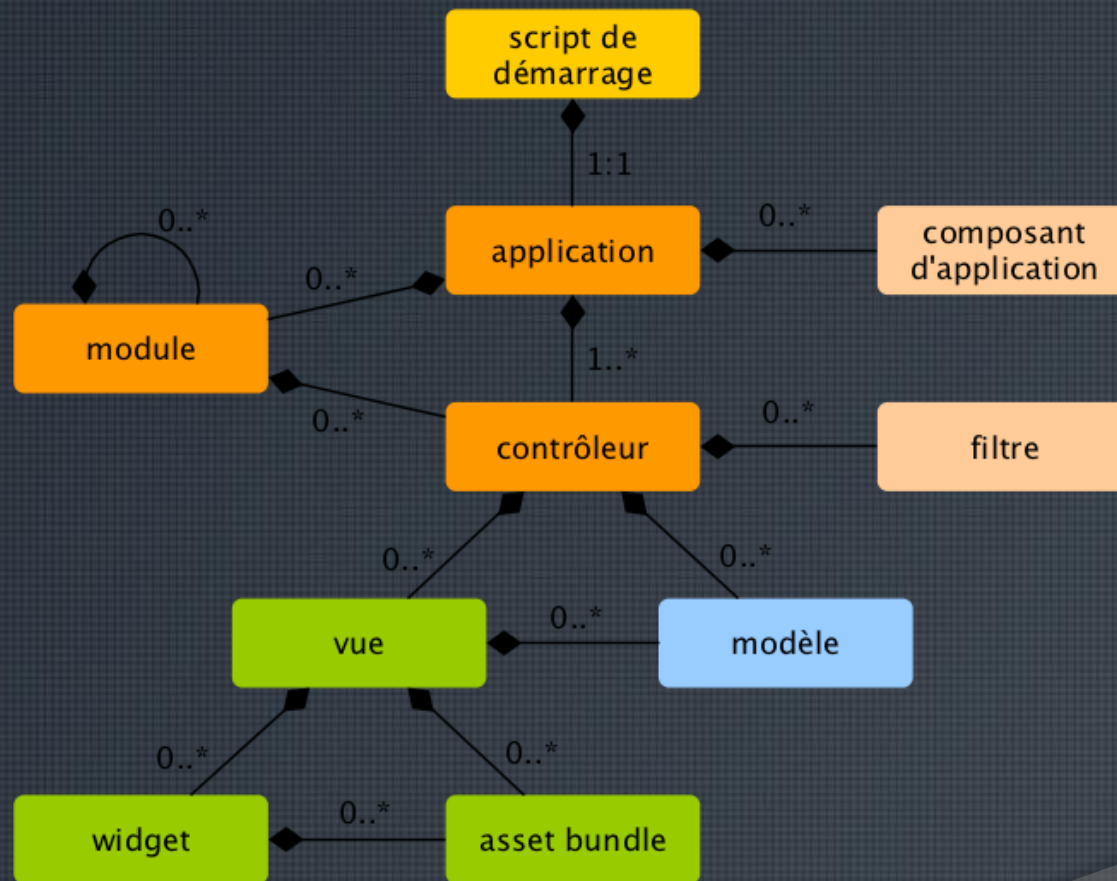 script de
démarrage
1:1
application
0..*
composant
d'application
0..*
0..*
module
1..*
0..*
contrôleur
0..*
filtre
0..*
0..*
vue
0..*
modèle
0..*
0..*
widget
0..*
asset bundle